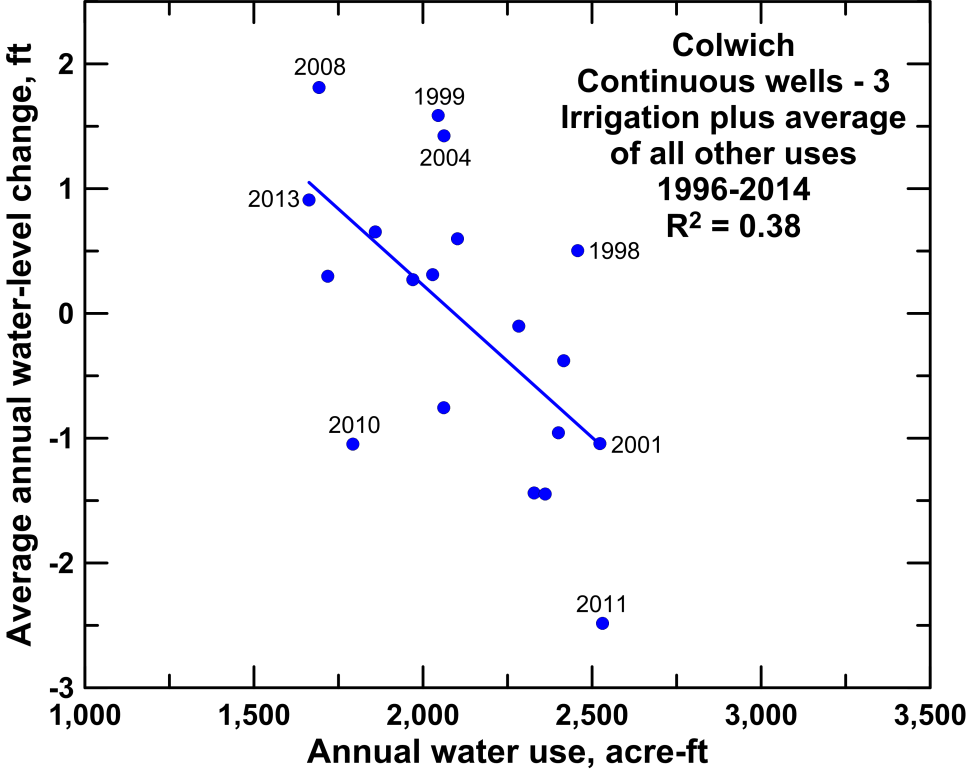 Colwich
Continuous wells - 3
Irrigation plus average
of all other uses
1996-2014
R² = 0.38
Average annual water-level change, ft
2
1
0
-1
-2
-3
2008
1999
2004
2013
1998
2010
2001
2011
1,000 1,500 2,000 2,500 3,000 3,500
Annual water use, acre-ft